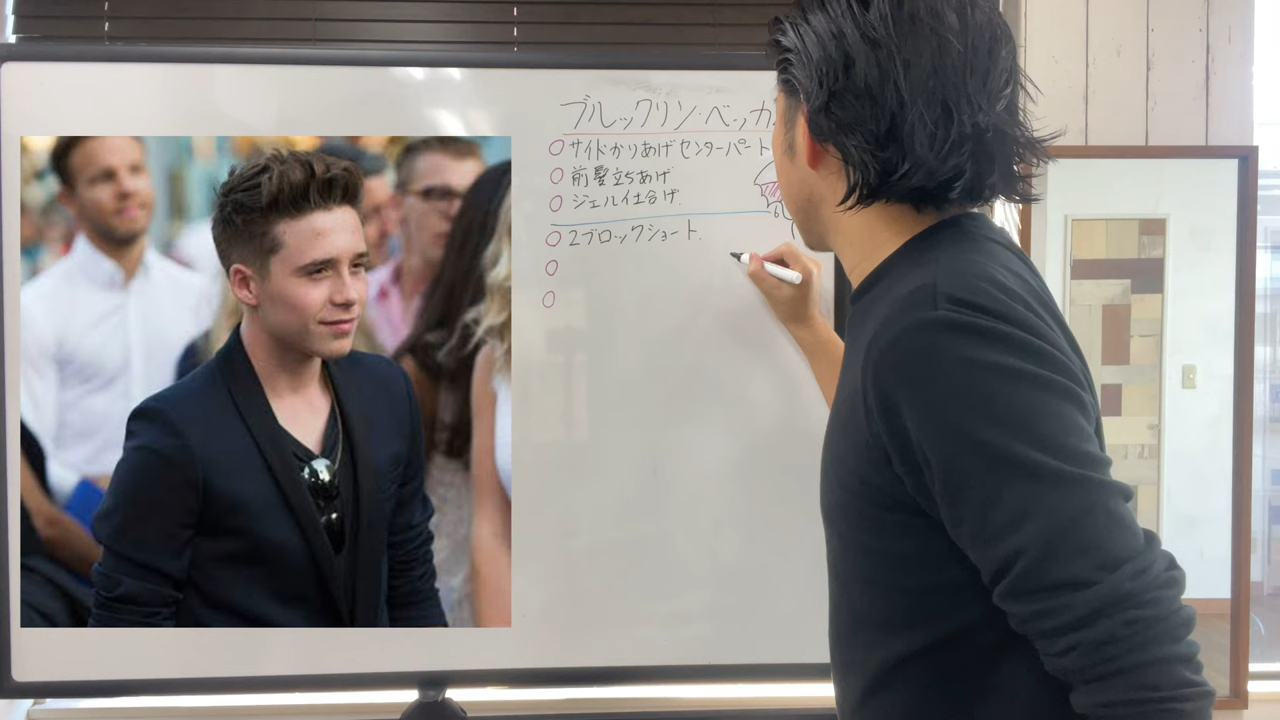 ブルックリン・ベッカ
○サイドかりあげセンターパート
○前髪立ちあげ
○ジェル仕合げ.
○2ブロックショート.
○
○